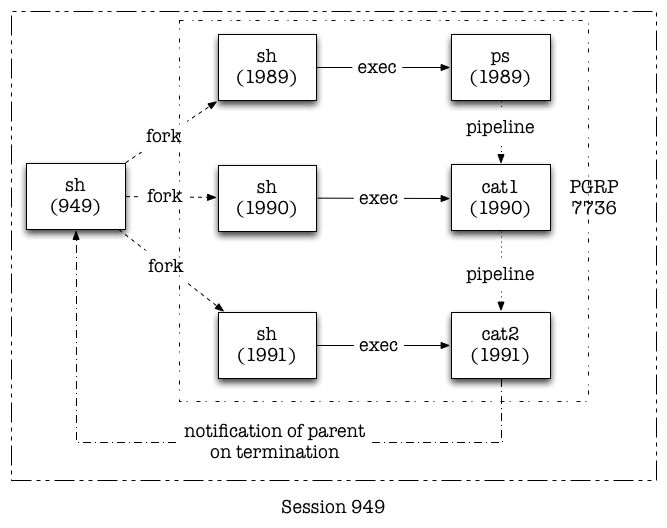 sh
(1989)
exec
ps
(1989)
fork
pipeline
sh
(949)
fork
sh
(1990)
exec
cat1
(1990)
PGRP
7736
fork
pipeline
sh
(1991)
exec
cat2
(1991)
notification of parent
on termination
Session 949